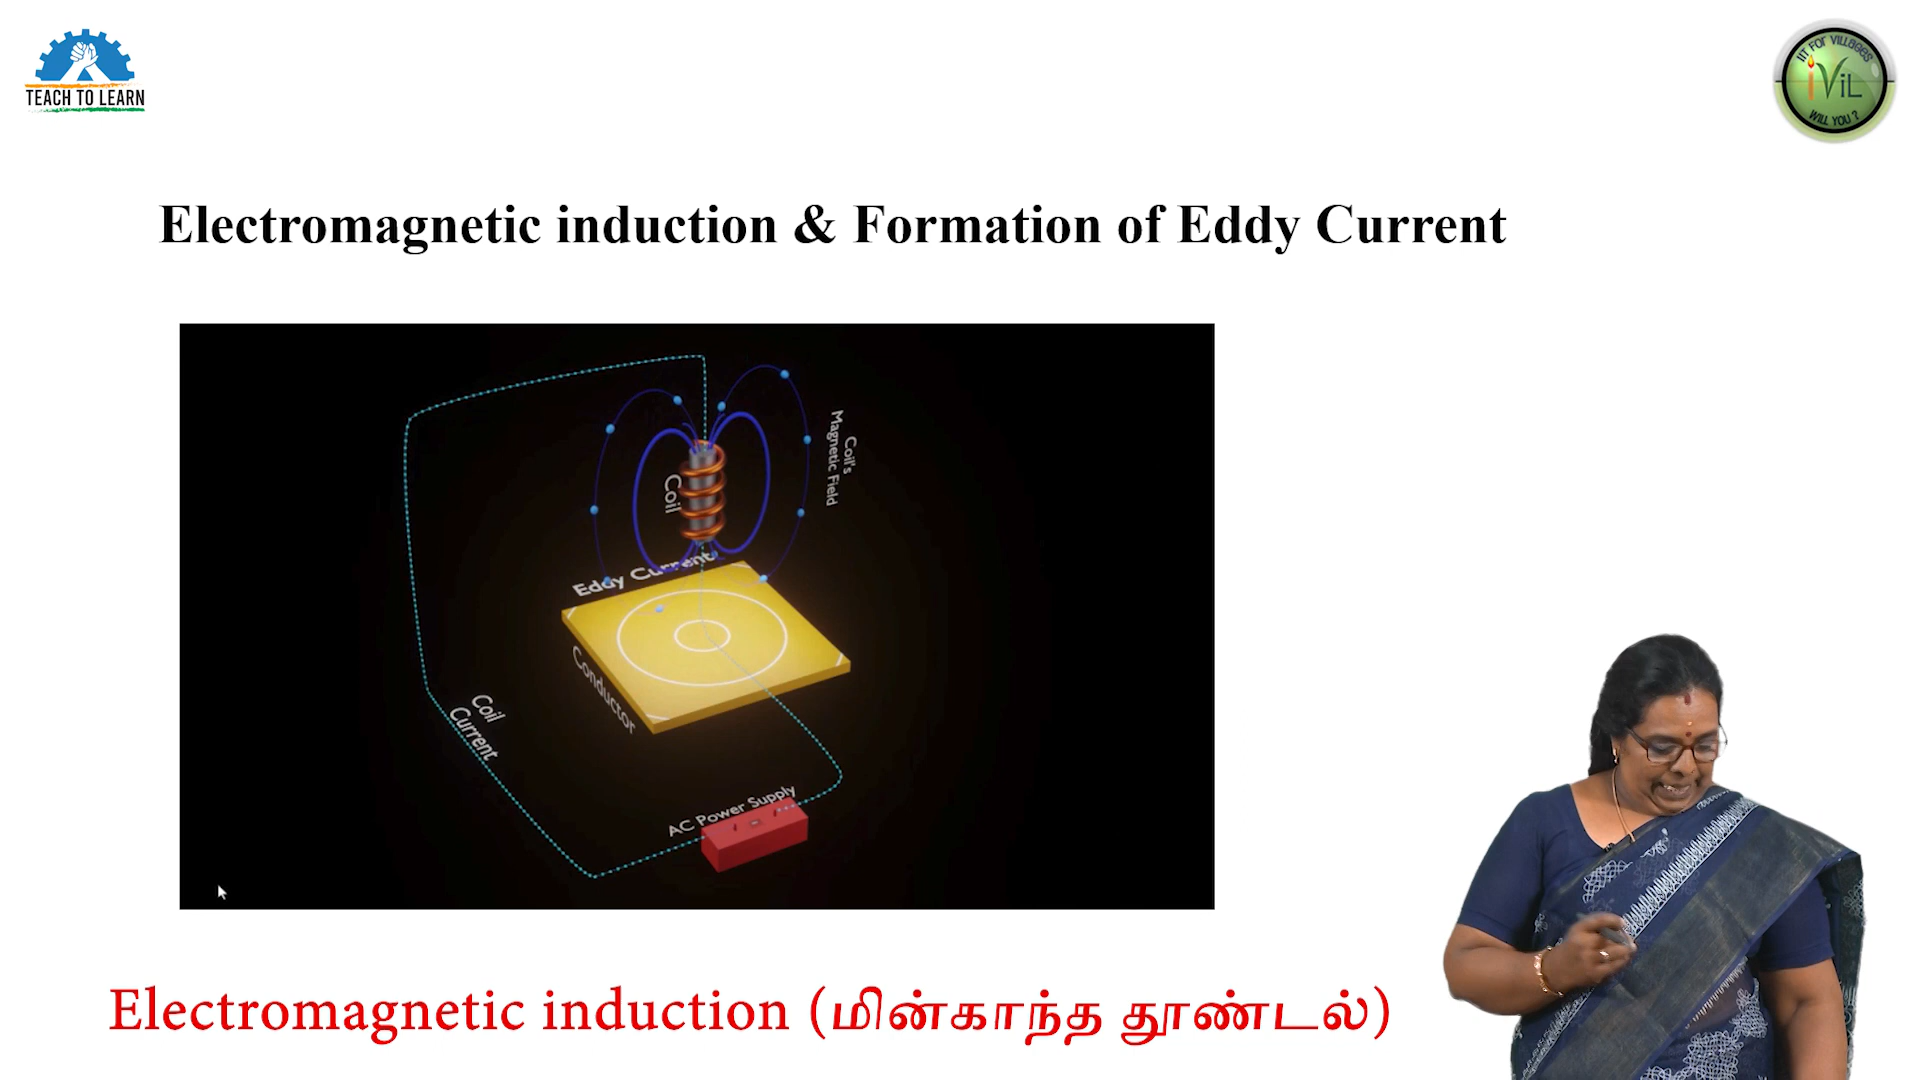 TEACH TO LEARN
IIT FOR VILLAGES
iViL
WILL YOU ?
Electromagnetic induction & Formation of Eddy Current
Coil's
Magnetic Field
Coil
Eddy Current
Conductor
Coil
Current
AC Power Supply
Electromagnetic induction (மின்காந்த தூண்டல்)